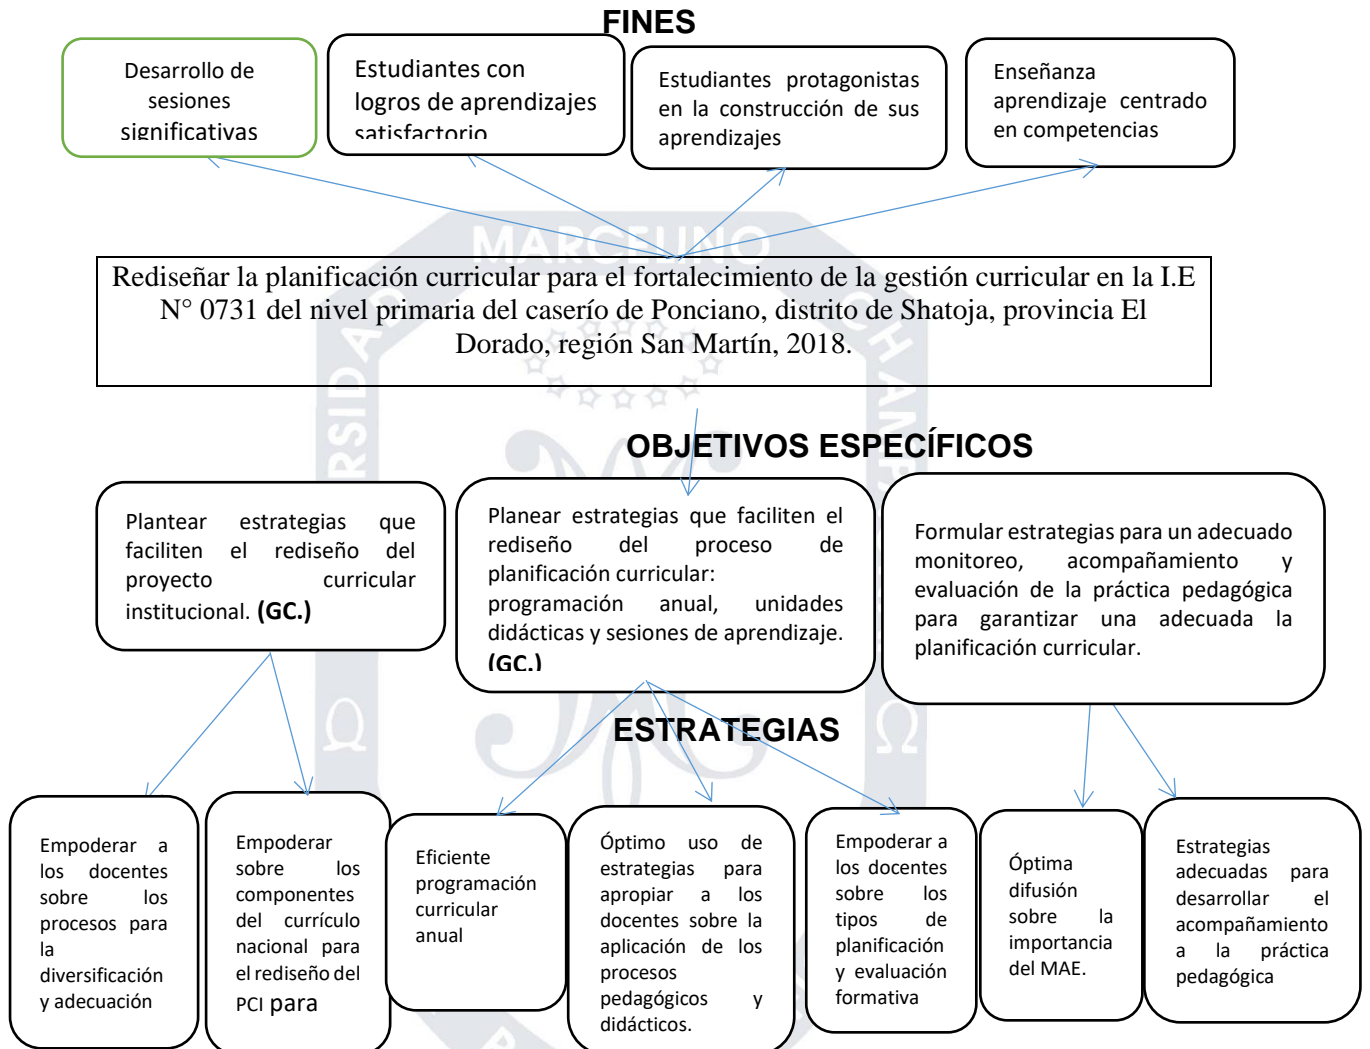 FINES
Desarrollo de
sesiones
significativas
Estudiantes con
logros de aprendizajes
satisfactorio
Estudiantes protagonistas
en la construcción de sus
aprendizajes
Enseñanza
aprendizaje centrado
en competencias
MARCELINO
CHAMP
RSIDAD
Rediseñar la planificación curricular para el fortalecimiento de la gestión curricular en la I.E
N° 0731 del nivel primaria del caserío de Ponciano, distrito de Shatoja, provincia El
Dorado, región San Martín, 2018.
OBJETIVOS ESPECÍFICOS
Plantear estrategias que
faciliten el rediseño del
proyecto curricular
institucional. (GC.)
Planear estrategias que faciliten el
rediseño del proceso de
planificación curricular:
programación anual, unidades
didácticas y sesiones de aprendizaje.
(GC.)
Formular estrategias para un adecuado
monitoreo, acompañamiento y
evaluación de la práctica pedagógica
para garantizar una adecuada la
planificación curricular.
Ω
Ω
ESTRATEGIAS
Empoderar a
los docentes
sobre los
procesos para
la
diversificación
y adecuación
Empoderar
sobre los
componentes
del currículo
nacional para
el rediseño del
PCI para
Eficiente
programación
curricular
anual
Óptimo uso de
estrategias para
apropiar a los
docentes sobre la
aplicación de los
procesos
pedagógicos y
didácticos.
Empoderar a
los docentes
sobre los
tipos de
planificación
y evaluación
formativa
Óptima
difusión
sobre la
importancia
del MAE.
Estrategias
adecuadas para
desarrollar el
acompañamiento
a la práctica
pedagógica